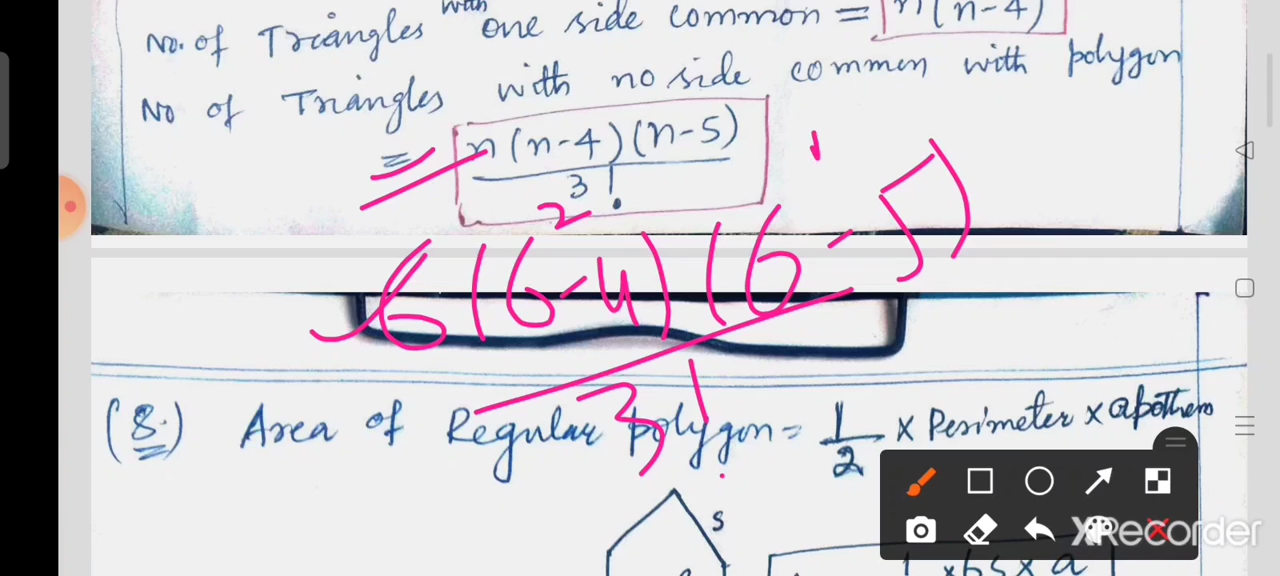 No. of Triangles with one side common = n(n-4)
No of Triangles with no side common with polygon
= n(n-4)(n-5)
3!
2
6(6-4)(6-5)
3!
(8.) Area of Regular polygon = 1/2 × Perimeter × apothem
s
XRecorder